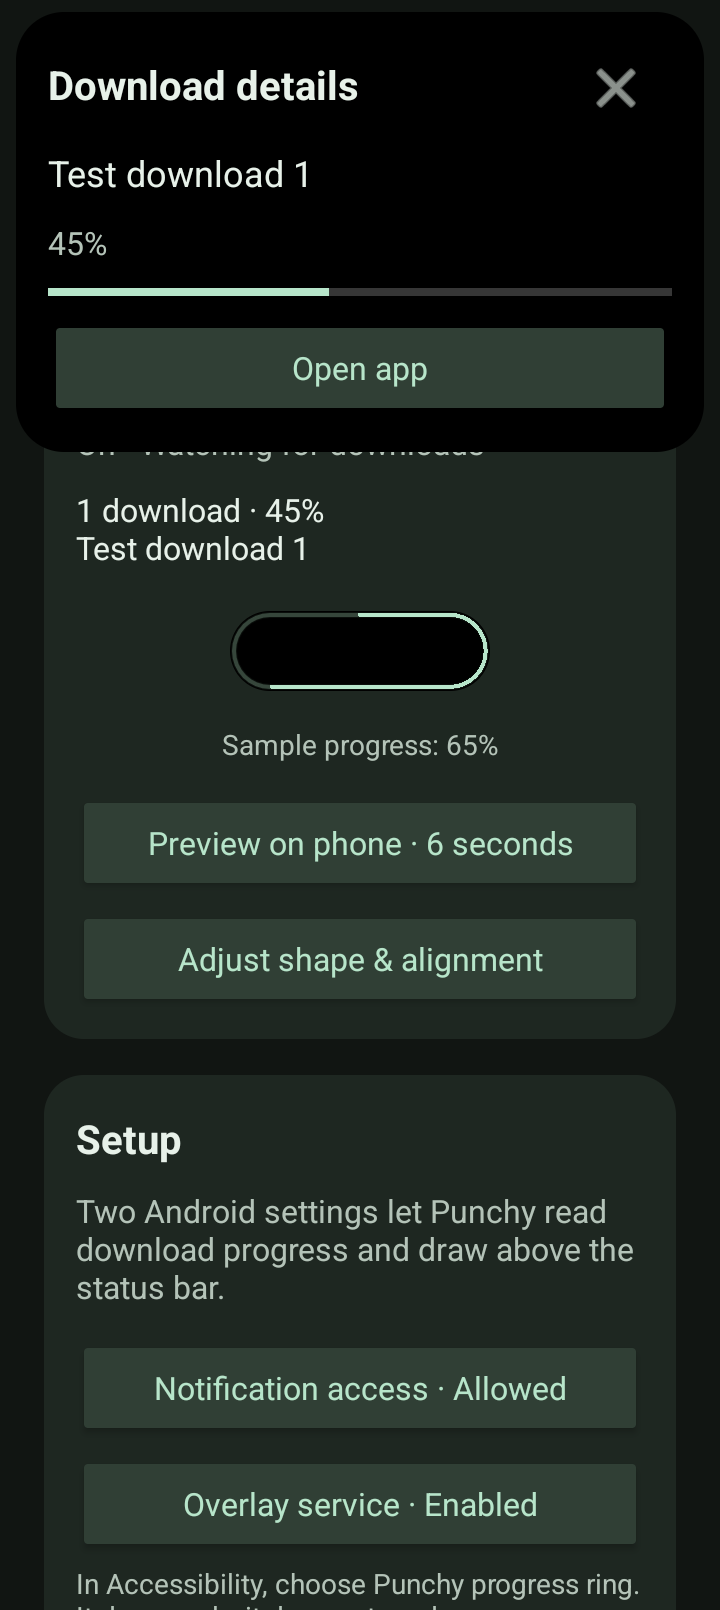 Download details
Test download 1
45%
Open app
1 download · 45%
Test download 1
Sample progress: 65%
Preview on phone · 6 seconds
Adjust shape & alignment
Setup
Two Android settings let Punchy read
download progress and draw above the
status bar.
Notification access · Allowed
Overlay service · Enabled
In Accessibility, choose Punchy progress ring.